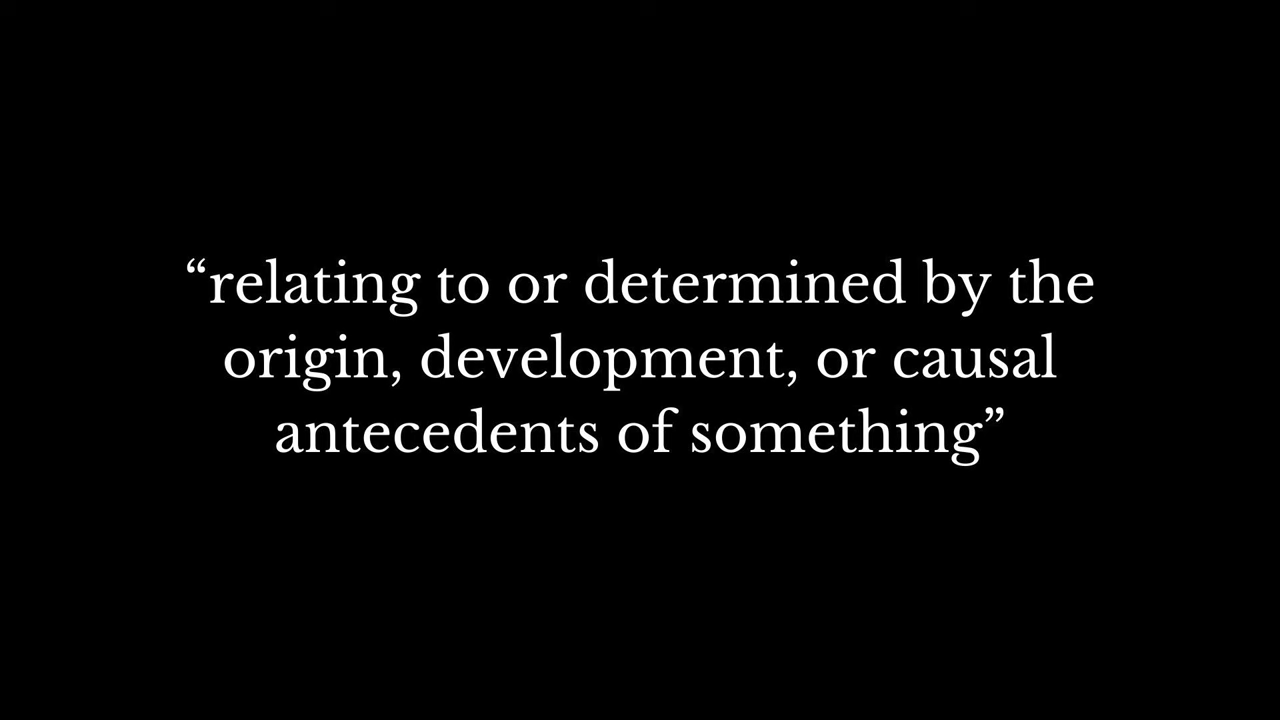 “relating to or determined by the
origin, development, or causal
antecedents of something”